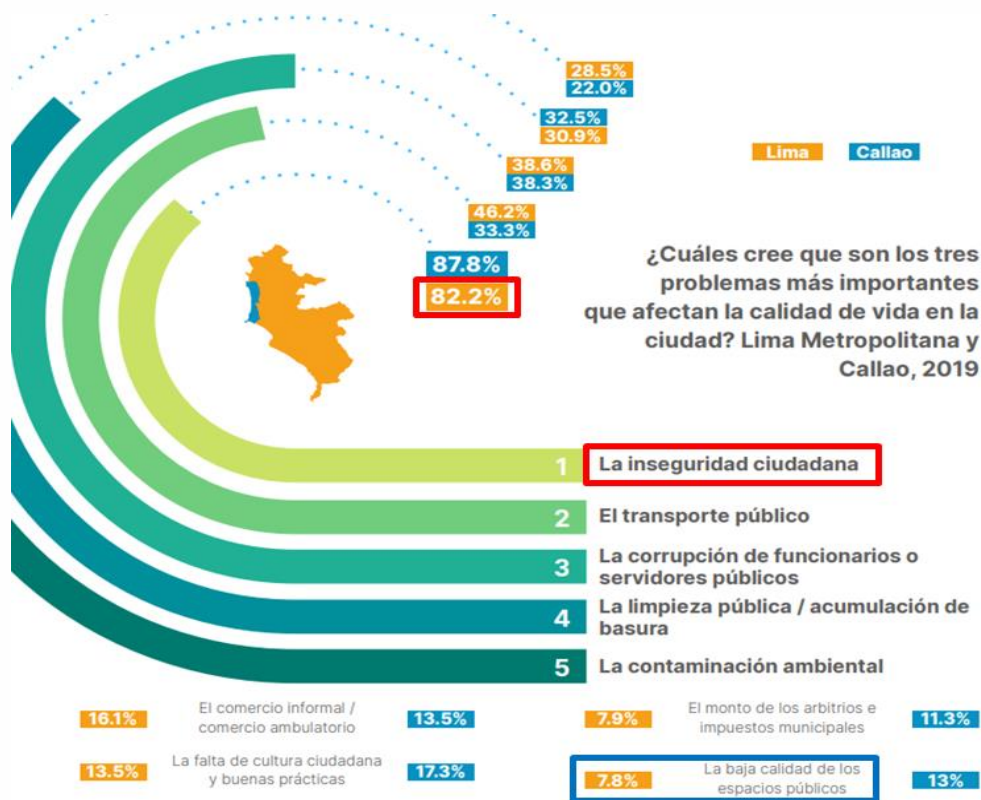 28.5%
22.0%
32.5%
30.9%
38.6%
38.3%
46.2%
33.3%
87.8%
82.2%
Lima Callao
¿Cuáles cree que son los tres
problemas más importantes
que afectan la calidad de vida en la
ciudad? Lima Metropolitana y
Callao, 2019
1 La inseguridad ciudadana
2 El transporte público
3 La corrupción de funcionarios o
servidores públicos
4 La limpieza pública / acumulación de
basura
5 La contaminación ambiental
16.1% El comercio informal /
comercio ambulatorio 13.5%
7.9% El monto de los arbitrios e
impuestos municipales 11.3%
13.5% La falta de cultura ciudadana
y buenas prácticas 17.3%
7.8% La baja calidad de los
espacios públicos 13%